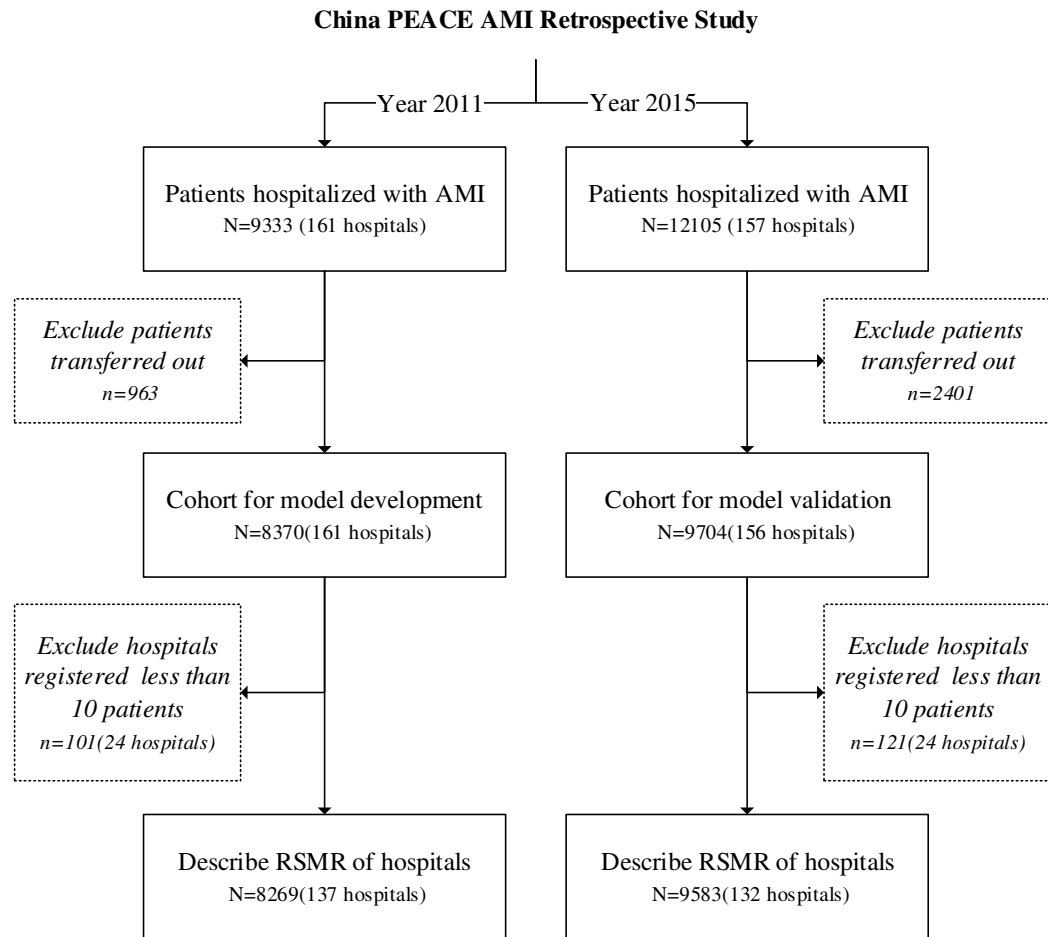 China PEACE AMI Retrospective Study
Year 2011
Year 2015
Patients hospitalized with AMI
N=9333 (161 hospitals)
Patients hospitalized with AMI
N=12105 (157 hospitals)
Exclude patients
transferred out
n=963
Exclude patients
transferred out
n=2401
Cohort for model development
N=8370(161 hospitals)
Cohort for model validation
N=9704(156 hospitals)
Exclude hospitals
registered less than
10 patients
n=101(24 hospitals)
Exclude hospitals
registered less than
10 patients
n=121(24 hospitals)
Describe RSMR of hospitals
N=8269(137 hospitals)
Describe RSMR of hospitals
N=9583(132 hospitals)